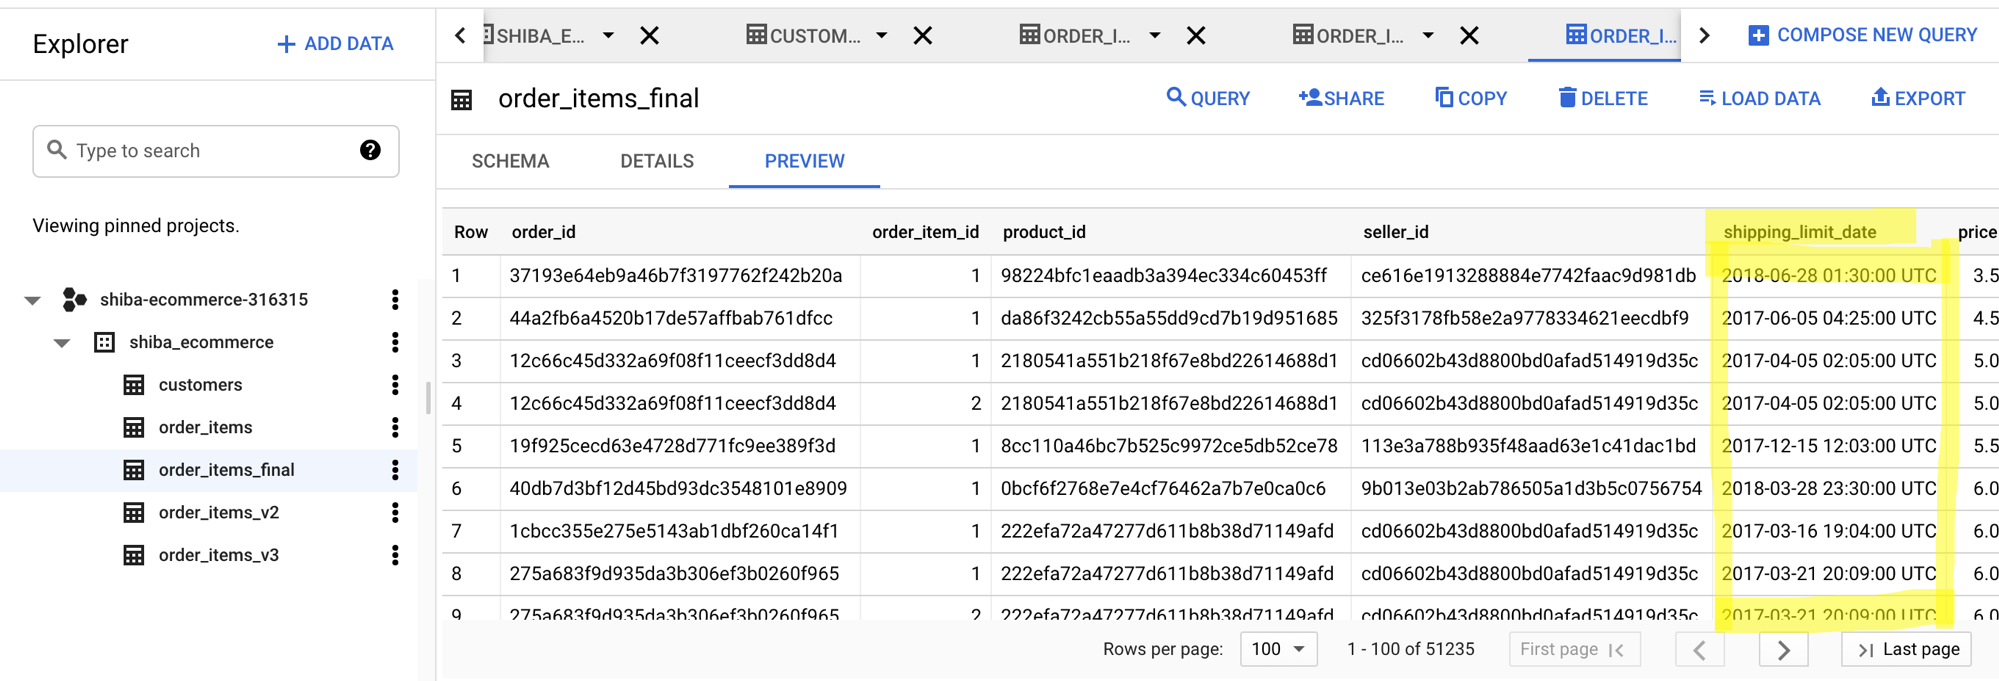 Explorer
ADD DATA
SHIBA_E...
CUSTOM...
ORDER_I...
ORDER_I...
ORDER_I...
COMPOSE NEW QUERY
order_items_final
QUERY
SHARE
COPY
DELETE
LOAD DATA
EXPORT
Type to search
SCHEMA
DETAILS
PREVIEW
Viewing pinned projects.
shiba-ecommerce-316315
shiba_ecommerce
customers
order_items
order_items_final
order_items_v2
order_items_v3
Row order_id order_item_id product_id seller_id shipping_limit_date price
1 37193e64eb9a46b7f3197762f242b20a 1 98224bfc1eaadb3a394ec334c60453ff ce616e1913288884e7742faac9d981db 2018-06-28 01:30:00 UTC 3.5
2 44a2fb6a4520b17de57affbab761dfcc 1 da86f3242cb55a55dd9cd7b19d951685 325f3178fb58e2a9778334621eecdbf9 2017-06-05 04:25:00 UTC 4.5
3 12c66c45d332a69f08f11ceecf3dd8d4 1 2180541a551b218f67e8bd22614688d1 cd06602b43d8800bd0afad514919d35c 2017-04-05 02:05:00 UTC 5.0
4 12c66c45d332a69f08f11ceecf3dd8d4 2 2180541a551b218f67e8bd22614688d1 cd06602b43d8800bd0afad514919d35c 2017-04-05 02:05:00 UTC 5.0
5 19f925cecd63e4728d771fc9ee389f3d 1 8cc110a46bc7b525c9972ce5db52ce78 113e3a788b935f48aad63e1c41dac1bd 2017-12-15 12:03:00 UTC 5.5
6 40db7d3bf12d45bd93dc3548101e8909 1 0bcf6f2768e7e4cf76462a7b7e0ca0c6 9b013e03b2ab786505a1d3b5c0756754 2018-03-28 23:30:00 UTC 6.0
7 1cbcc355e275e5143ab1dbf260ca14f1 1 222efa72a47277d611b8b38d71149afd cd06602b43d8800bd0afad514919d35c 2017-03-16 19:04:00 UTC 6.0
8 275a683f9d935da3b306ef3b0260f965 1 222efa72a47277d611b8b38d71149afd cd06602b43d8800bd0afad514919d35c 2017-03-21 20:09:00 UTC 6.0
9 275a683f9d935da3b306ef3b0260f965 2 222efa72a47277d611b8b38d71149afd cd06602b43d8800bd0afad514919d35c 2017-03-21 20:09:00 UTC 6.0
Rows per page: 100 1 - 100 of 51235 First page Last page